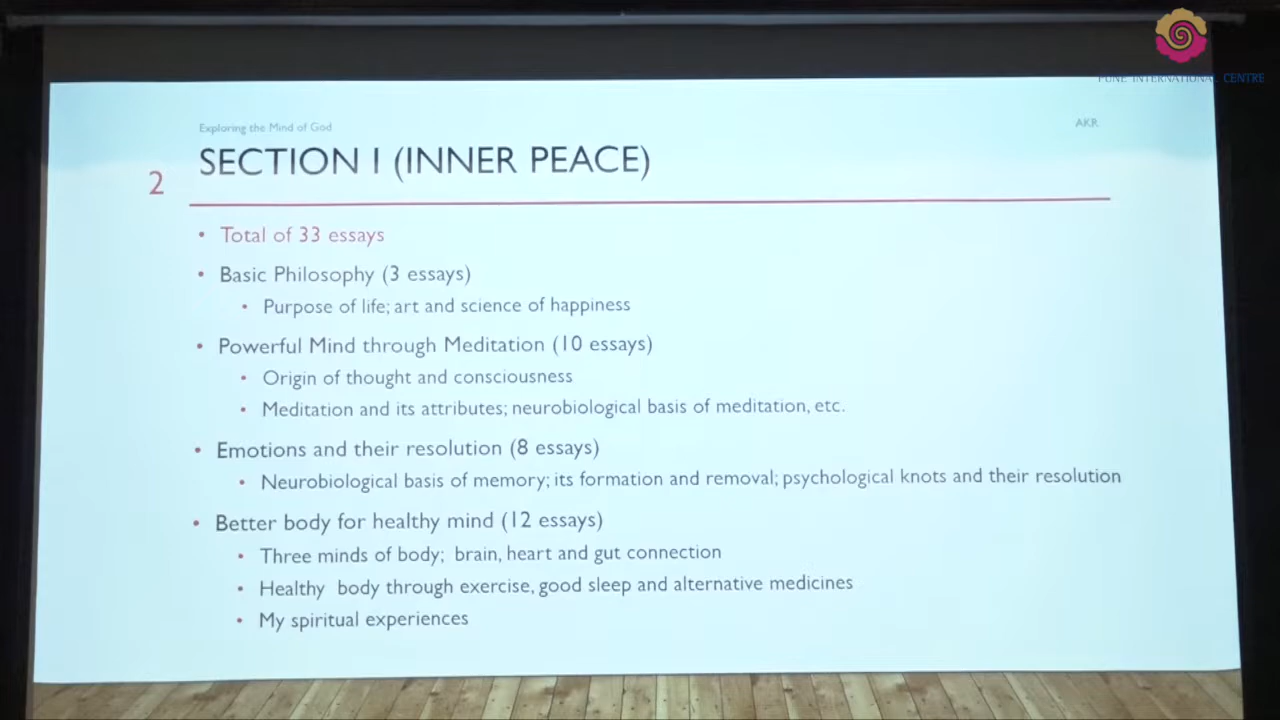 PUNE INTERNATIONAL CENTRE
Exploring the Mind of God
AKR
SECTION I (INNER PEACE)
2
• Total of 33 essays
• Basic Philosophy (3 essays)
• Purpose of life; art and science of happiness
• Powerful Mind through Meditation (10 essays)
• Origin of thought and consciousness
• Meditation and its attributes; neurobiological basis of meditation, etc.
• Emotions and their resolution (8 essays)
• Neurobiological basis of memory; its formation and removal; psychological knots and their resolution
• Better body for healthy mind (12 essays)
• Three minds of body; brain, heart and gut connection
• Healthy body through exercise, good sleep and alternative medicines
• My spiritual experiences